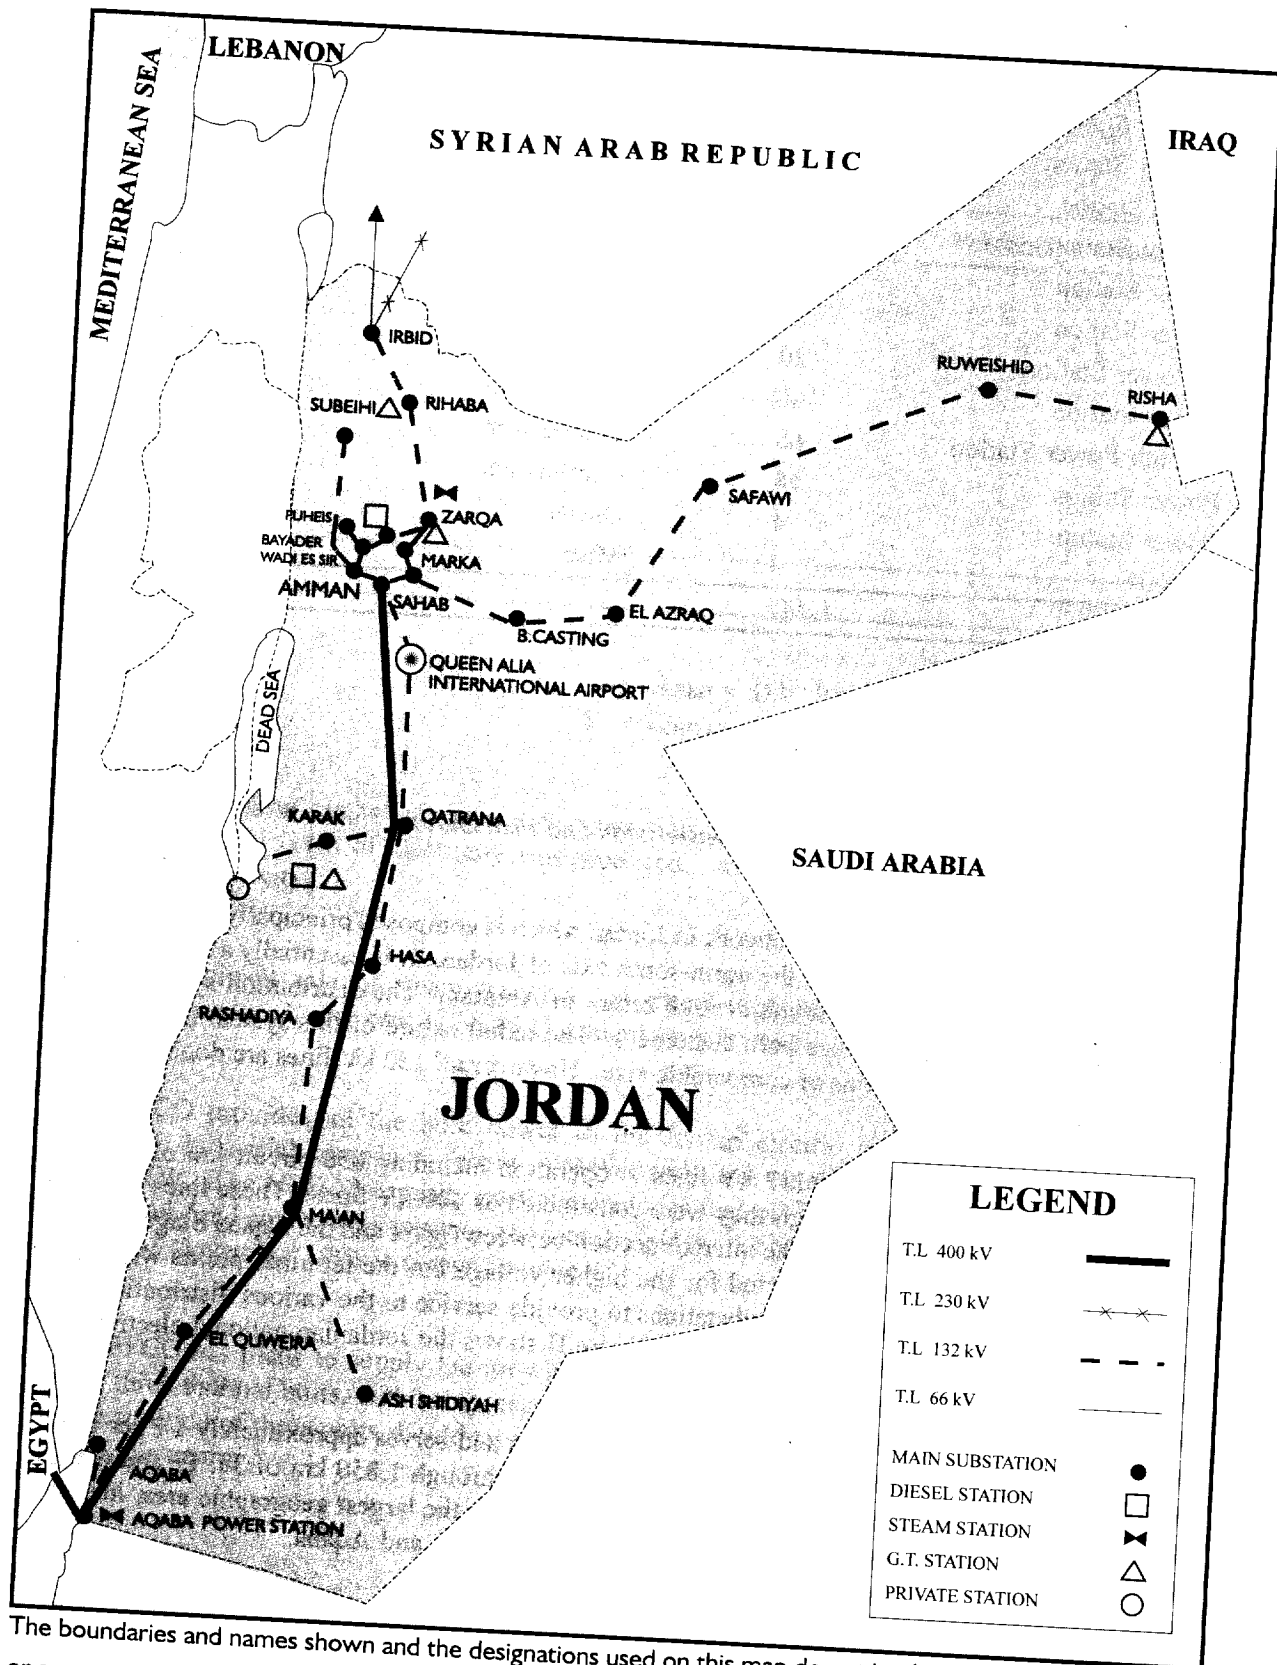 LEBANON
MEDITERRANEAN SEA
SYRIAN ARAB REPUBLIC
IRAQ
IRBID
RUWEISHID
SUBEIHI
RIHABA
RISHA
SAFAWI
FUHEIS
ZARQA
BAYADER
WADI ES SIR
MARKA
AMMAN
SAHAB
EL AZRAQ
B.CASTING
QUEEN ALIA
INTERNATIONAL AIRPORT
DEAD SEA
KARAK
QATRANA
SAUDI ARABIA
HASA
RASHADIYA
JORDAN
MA'AN
EL QUWEIRA
ASH SHIDIYAH
EGYPT
AQABA
AQABA POWER STATION
LEGEND
T.L 400 kV
T.L 230 kV
T.L 132 kV
T.L 66 kV
MAIN SUBSTATION
DIESEL STATION
STEAM STATION
G.T. STATION
PRIVATE STATION
The boundaries and names shown and the designations used on this map do